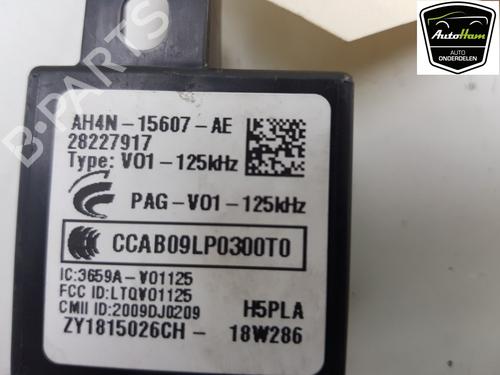 AutoHam
AUTO
ONDERDELEN
AH4N-15607-AE
28227917
Type: V01-125kHz
PAG-V01-125kHz
CCAB09LP0300T0
IC:3659A-V01125
FCC ID:LTQV01125
CMII ID:2009DJ0209
H5PLA
ZY1815026CH- 18W286